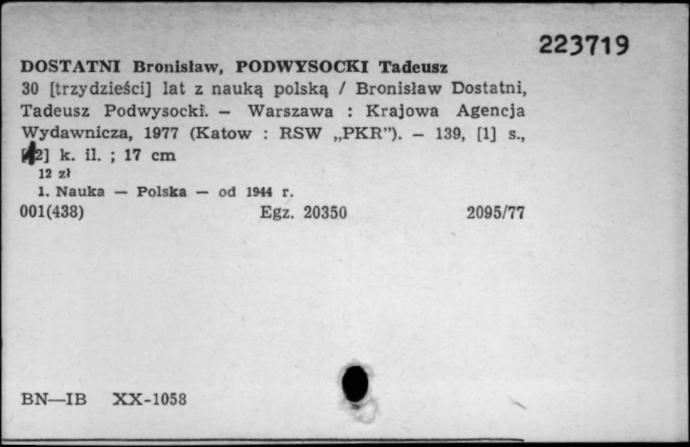 223719
DOSTATNI Bronisław, PODWYSOCKI Tadeusz
30 [trzydzieści] lat z nauką polską / Bronisław Dostatni,
Tadeusz Podwysocki. — Warszawa : Krajowa Agencja
Wydawnicza, 1977 (Katow : RSW „PKR”). — 139, [1] s.,
2] k. il. ; 17 cm
12 zł
1. Nauka — Polska — od 1944 r.
001(438) Egz. 20350 2095/77
BN—IB XX-1058